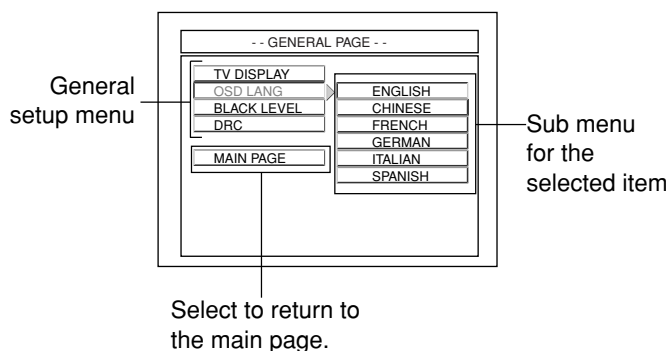 - - GENERAL PAGE - -
General
setup menu
TV DISPLAY
OSD LANG
BLACK LEVEL
DRC
MAIN PAGE
ENGLISH
CHINESE
FRENCH
GERMAN
ITALIAN
SPANISH
Sub menu
for the
selected item
Select to return to
the main page.